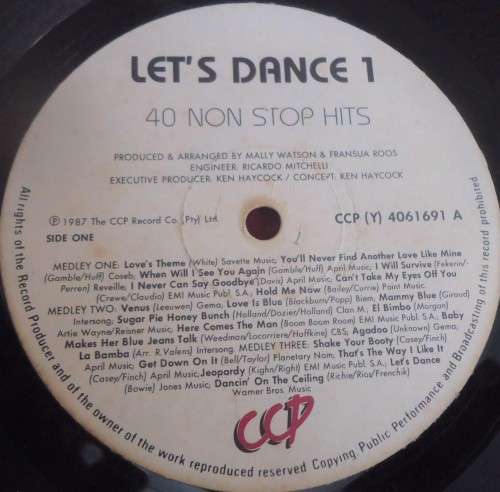 LET'S DANCE 1
40 NON STOP HITS
PRODUCED & ARRANGED BY MALLY WATSON & FRANSUA ROOS
ENGINEER: RICARDO MITCHELLI
EXECUTIVE PRODUCER: KEN HAYCOCK / CONCEPT: KEN HAYCOCK
℗ 1987 The CCP Record Co. (Pty) Ltd.
CCP (Y) 4061691 A
SIDE ONE
MEDLEY ONE: Love's Theme (White) Savette Music; You'll Never Find Another Love Like Mine
(Gamble/Huff) Coseb, When Will I See You Again (Gamble/Huff) April Music; I Will Survive (Fekerin/
Perren) Reveille; I Never Can Say Goodbye (Davis) April Music; Can't Take My Eyes Off You
(Crewe/Claudio) EMI Music Publ. S.A.; Hold Me Now (Bailey/Currie) Point Music.
MEDLEY TWO: Venus (Leeuwen) Gema; Love Is Blue (Blackburn/Popp) Biem, Mammy Blue (Giraud)
Intersong, Sugar Pie Honey Bunch (Holland/Dozier/Holland) Clan M.; El Bimbo (Morgan)
Artie Wayne/Reiner Music; Here Comes The Man (Boom Boom Room) EMI Music Publ. S.A.; Baby
Makes Her Blue Jeans Talk (Weedman/Locorriere/Haffkine) CBS; Agadoo (Unknown) Gema;
La Bamba (Arr. R.Valens) Intersong MEDLEY THREE: Shake Your Booty (Casey/Finch)
April Music; Get Down On It (Bell/Taylor) Planetary Nom; That's The Way I Like It
(Casey/Finch) April Music; Jeopardy (Kighn/Right) EMI Music Publ. S.A.; Let's Dance
(Bowie) Jones Music; Dancin' On The Ceiling (Richie/Rios/Frenchik)
Warner Bros. Music
CCP
All rights of the Record Producer and of the owner of the work reproduced reserved Copying Public Performance and Broadcasting of this record prohibited